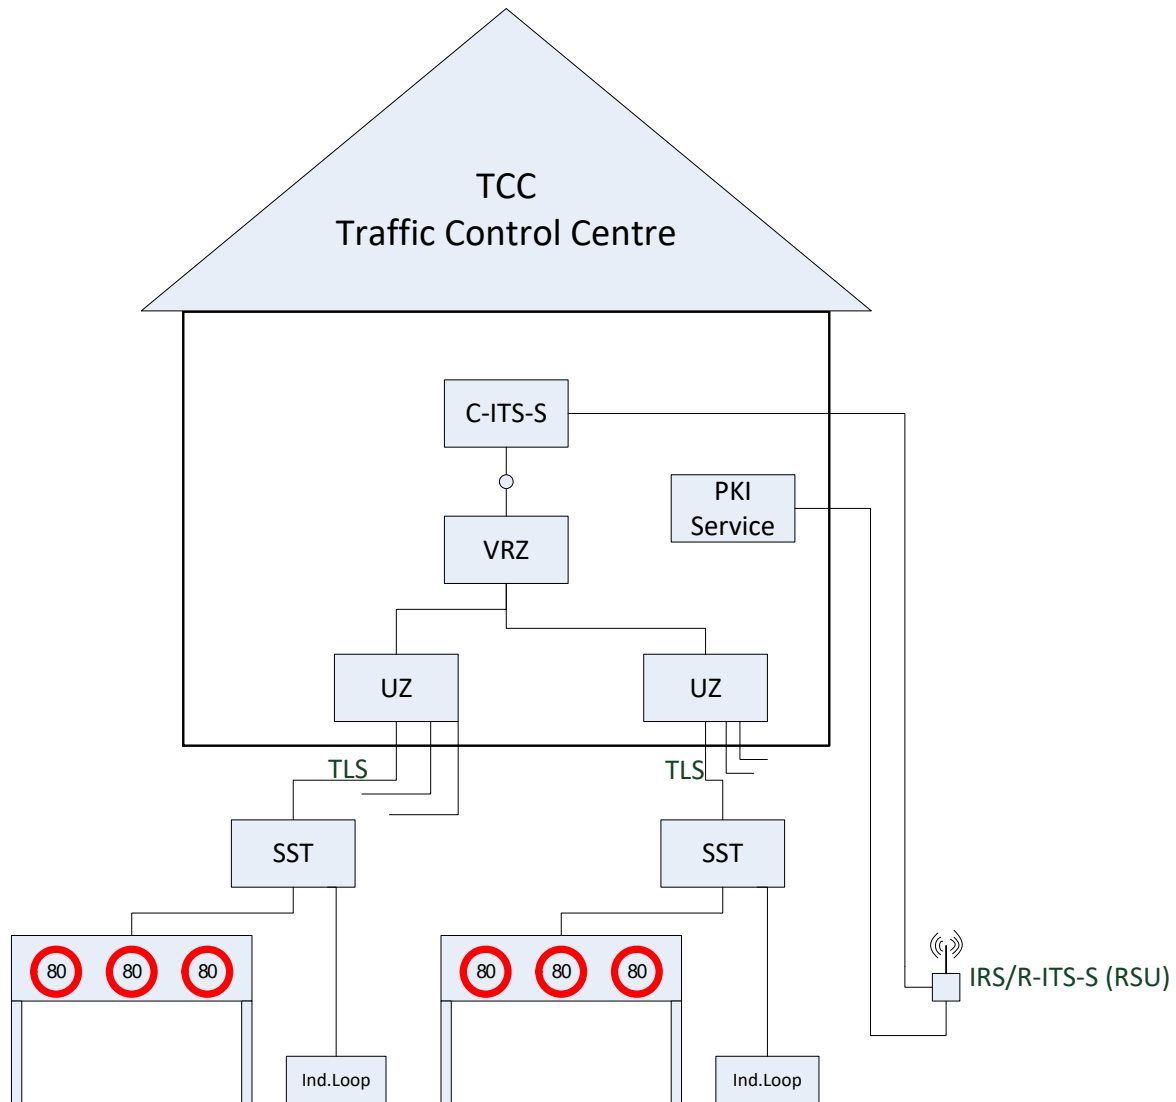 TCC
Traffic Control Centre
C-ITS-S
PKI
Service
VRZ
UZ
UZ
TLS
TLS
SST
SST
80
80
80
80
80
80
IRS/R-ITS-S (RSU)
Ind.Loop
Ind.Loop